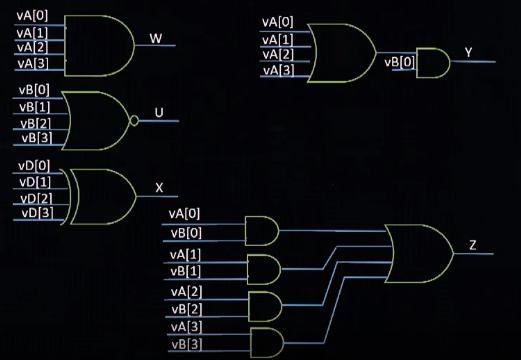 vA[0]
vA[1]
vA[2]
vA[3]
W
vB[0]
vB[1]
vB[2]
vB[3]
U
vD[0]
vD[1]
vD[2]
vD[3]
X
vA[0]
vA[1]
vA[2]
vA[3]
vB[0]
Y
vA[0]
vB[0]
vA[1]
vB[1]
vA[2]
vB[2]
vA[3]
vB[3]
Z